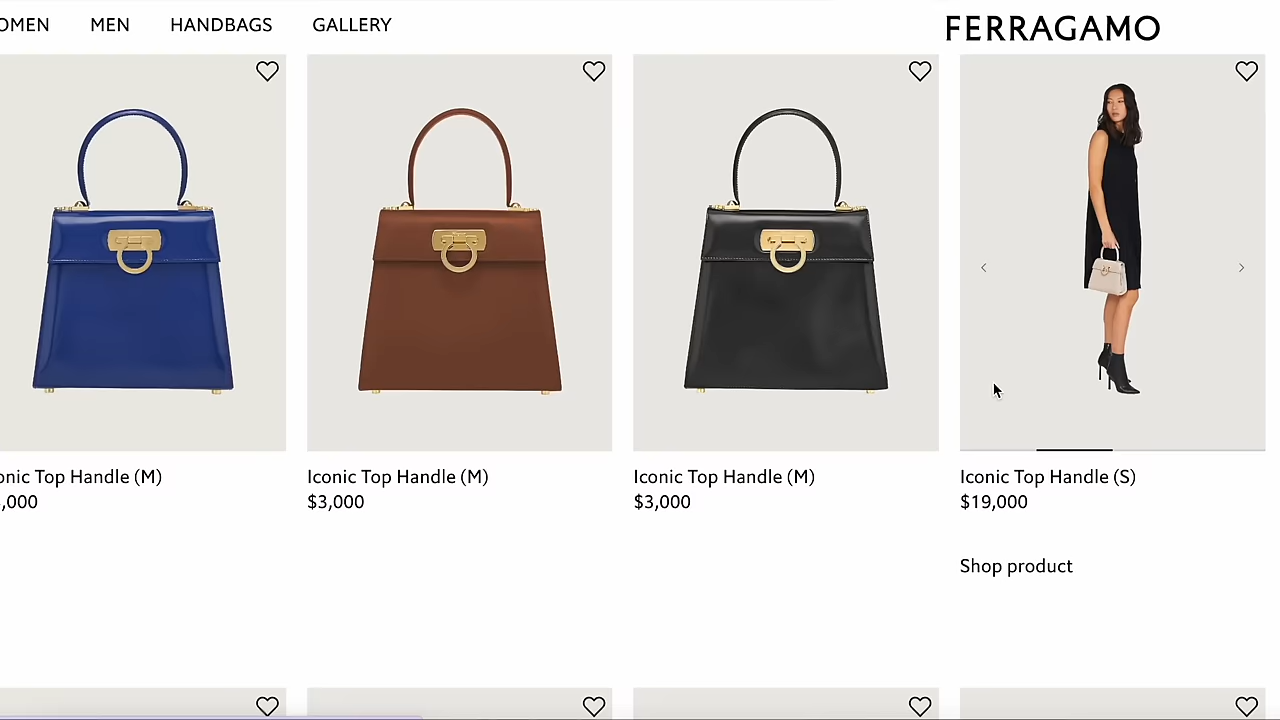 OMEN MEN HANDBAGS GALLERY FERRAGAMO
onic Top Handle (M)
,000
Iconic Top Handle (M)
$3,000
Iconic Top Handle (M)
$3,000
Iconic Top Handle (S)
$19,000
Shop product